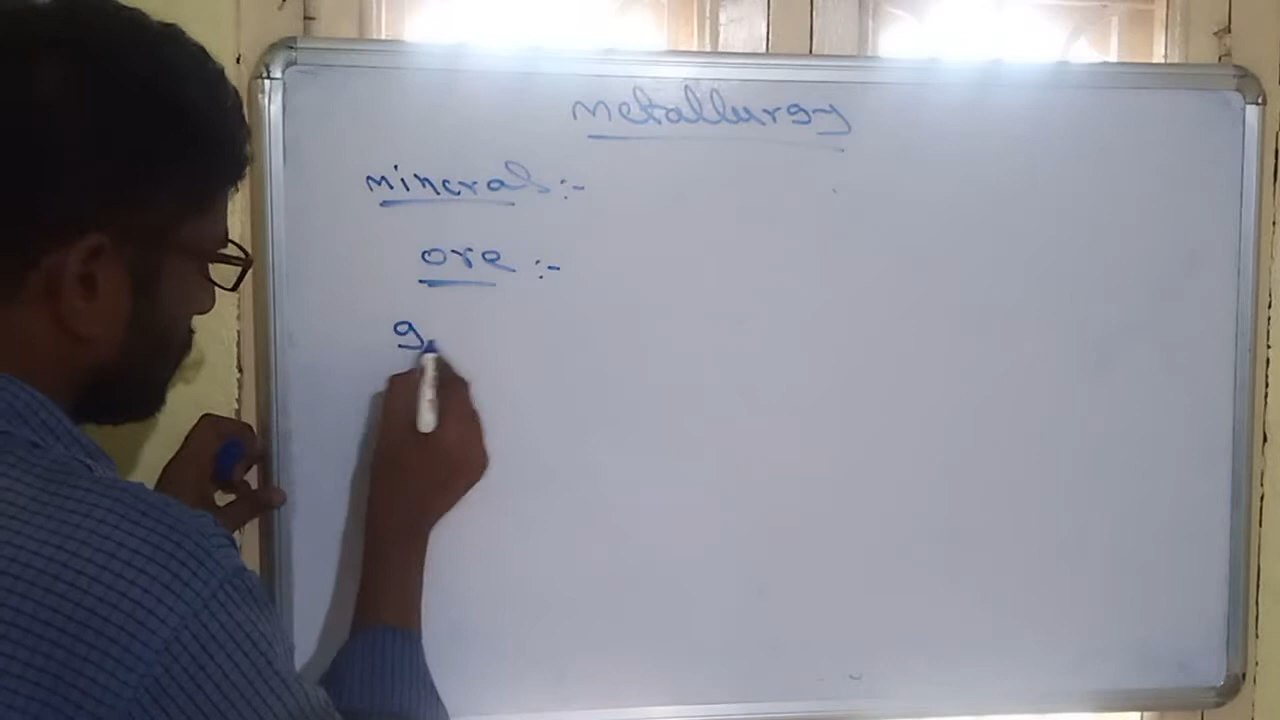 metallurgy
minerals :-
ore :-
g